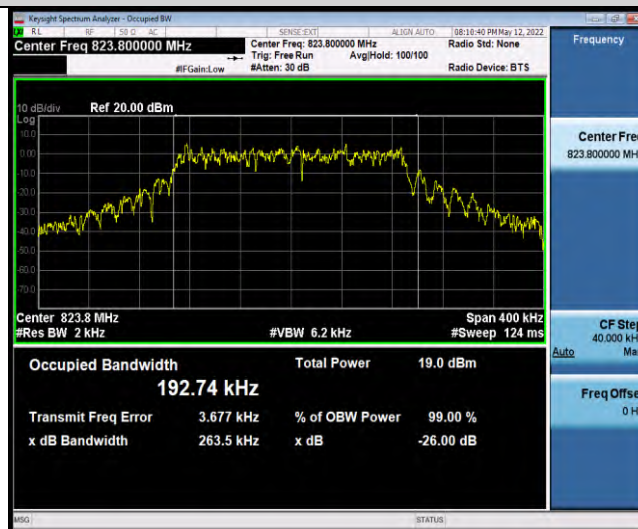 Keysight Spectrum Analyzer - Occupied BW
RL RF 50 Ω AC SENSE:EXT ALIGN AUTO 08:10:40 PM May 12, 2022
Center Freq 823.800000 MHz
Center Freq: 823.800000 MHz
Radio Std: None
Trig: Free Run Avg|Hold: 100/100
#IFGain:Low #Atten: 30 dB
Radio Device: BTS
Frequency
10 dB/div Ref 20.00 dBm
Log
10.0
0.00
-10.0
-20.0
-30.0
-40.0
-50.0
-60.0
-70.0
Center 823.8 MHz Span 400 kHz
#Res BW 2 kHz #VBW 6.2 kHz #Sweep 124 ms
Occupied Bandwidth Total Power 19.0 dBm
192.74 kHz
Transmit Freq Error 3.677 kHz % of OBW Power 99.00 %
x dB Bandwidth 263.5 kHz x dB -26.00 dB
Center Fre
823.800000 MH
CF Ste
40.000 kH
Auto Ma
Freq Offse
0 H
MSG STATUS